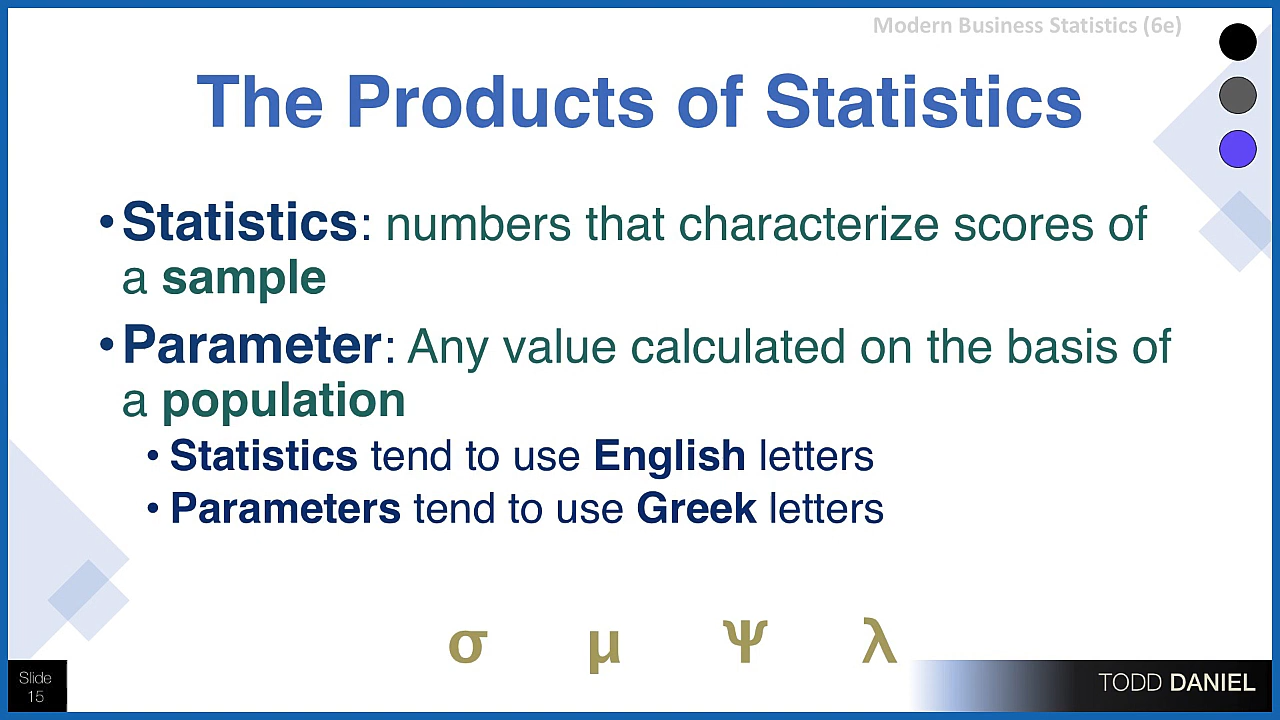 Modern Business Statistics (6e)
The Products of Statistics
•Statistics: numbers that characterize scores of
a sample
•Parameter: Any value calculated on the basis of
a population
• Statistics tend to use English letters
• Parameters tend to use Greek letters
σ μ Ψ λ
Slide
15
TODD DANIEL